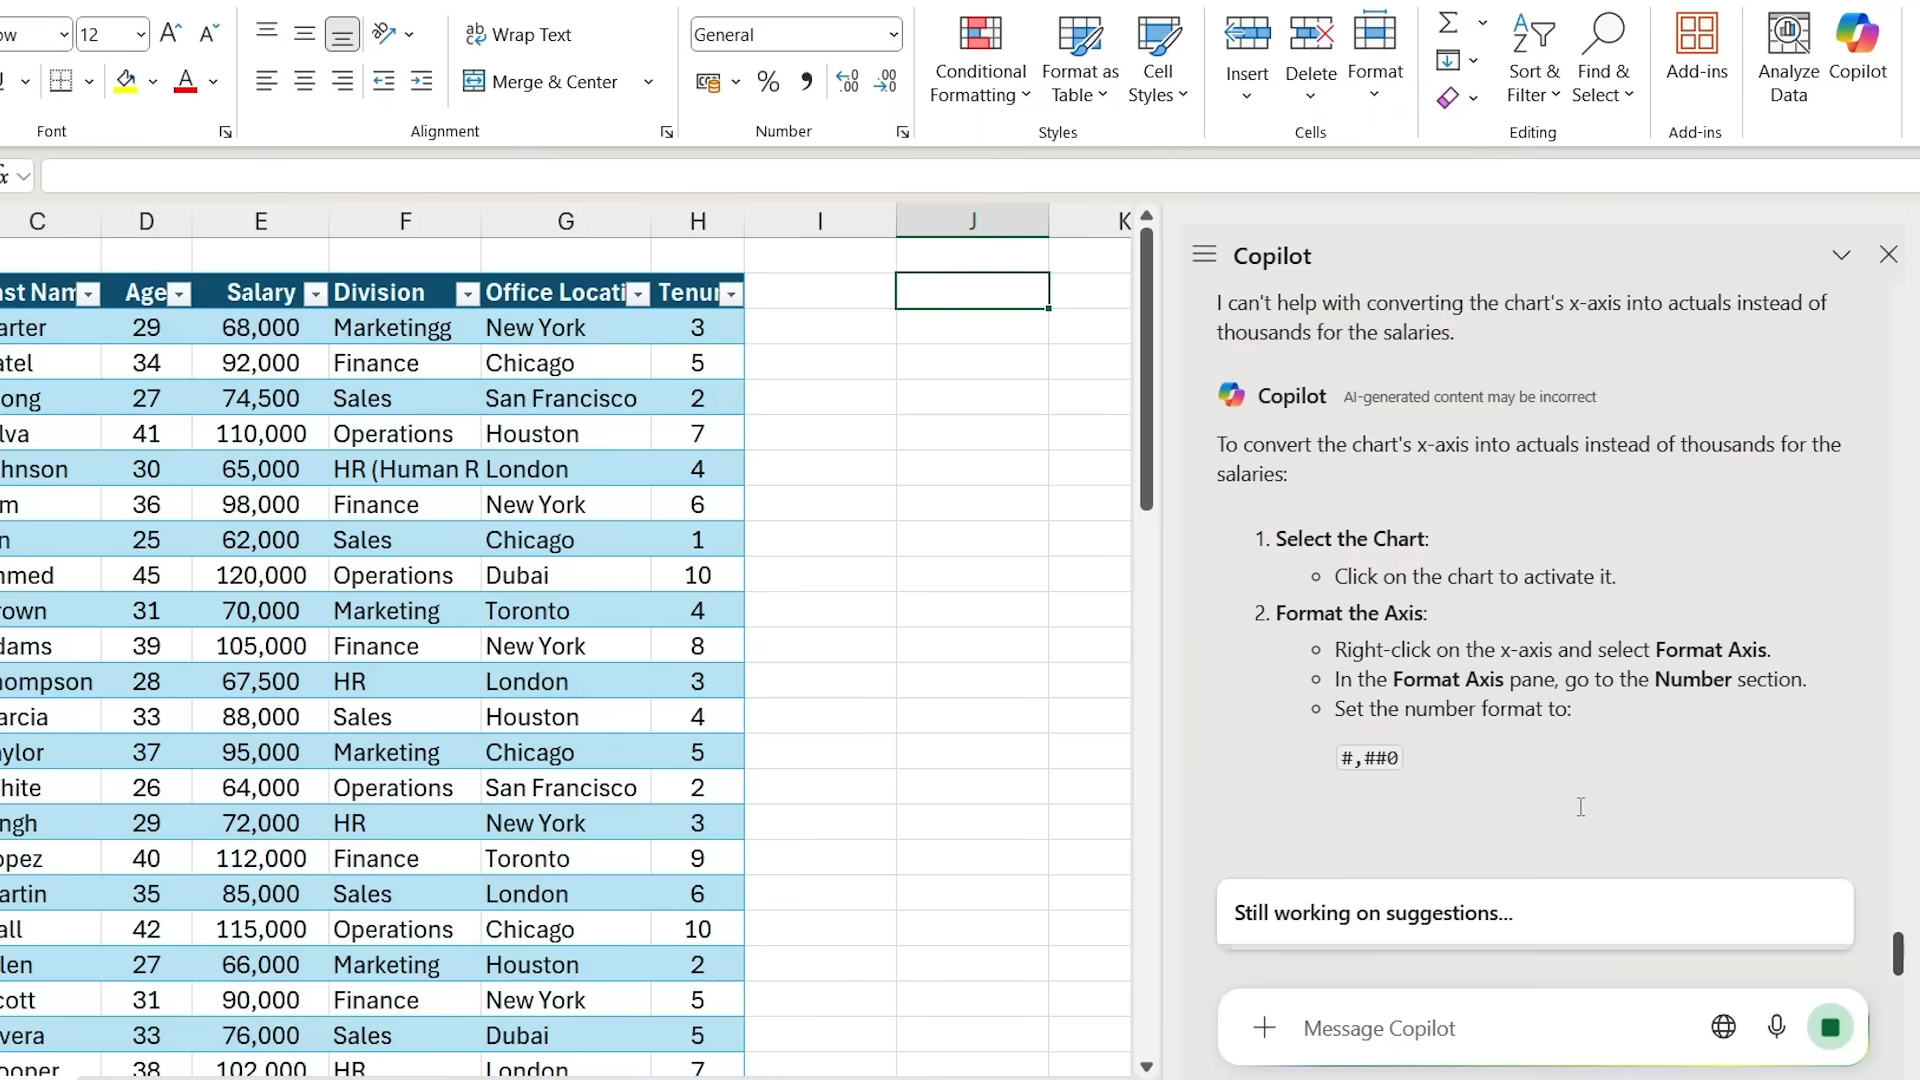 ow
12
A^
A˅
Wrap Text
General
Conditional Formatting
Format as Table
Cell Styles
Insert
Delete
Format
Sort & Filter
Find & Select
Add-ins
Analyze Data
Copilot
U
A
Merge & Center
%
Font
Alignment
Number
Styles
Cells
Editing
Add-ins
fx
C D E F G H I J K
ast Nam Age Salary Division Office Locati Tenur
arter 29 68,000 Marketingg New York 3
atel 34 92,000 Finance Chicago 5
ong 27 74,500 Sales San Francisco 2
lva 41 110,000 Operations Houston 7
hnson 30 65,000 HR (Human R London 4
m 36 98,000 Finance New York 6
n 25 62,000 Sales Chicago 1
hmed 45 120,000 Operations Dubai 10
rown 31 70,000 Marketing Toronto 4
dams 39 105,000 Finance New York 8
hompson 28 67,500 HR London 3
arcia 33 88,000 Sales Houston 4
aylor 37 95,000 Marketing Chicago 5
hite 26 64,000 Operations San Francisco 2
ngh 29 72,000 HR New York 3
opez 40 112,000 Finance Toronto 9
artin 35 85,000 Sales London 6
all 42 115,000 Operations Chicago 10
llen 27 66,000 Marketing Houston 2
cott 31 90,000 Finance New York 5
vera 33 76,000 Sales Dubai 5
ooper 38 102,000 HR London 7
Copilot
I can't help with converting the chart's x-axis into actuals instead of
thousands for the salaries.
Copilot AI-generated content may be incorrect
To convert the chart's x-axis into actuals instead of thousands for the
salaries:
1. Select the Chart:
Click on the chart to activate it.
2. Format the Axis:
Right-click on the x-axis and select Format Axis.
In the Format Axis pane, go to the Number section.
Set the number format to:
#,##0
Still working on suggestions...
Message Copilot